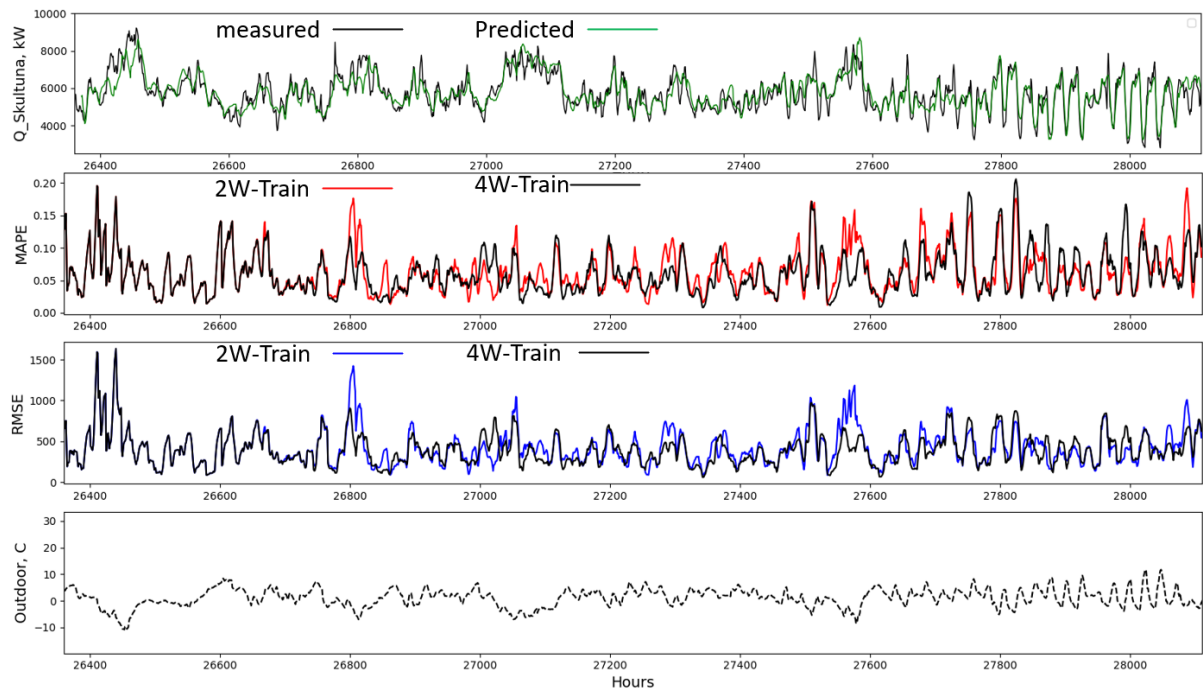 measured Predicted
Q_Skultuna, kW
10000
8000
6000
4000
26400 26600 26800 27000 27200 27400 27600 27800 28000
2W-Train 4W-Train
MAPE
0.20
0.15
0.10
0.05
0.00
26400 26600 26800 27000 27200 27400 27600 27800 28000
2W-Train 4W-Train
RMSE
1500
1000
500
0
26400 26600 26800 27000 27200 27400 27600 27800 28000
Outdoor, C
30
20
10
0
−10
26400 26600 26800 27000 27200 27400 27600 27800 28000
Hours